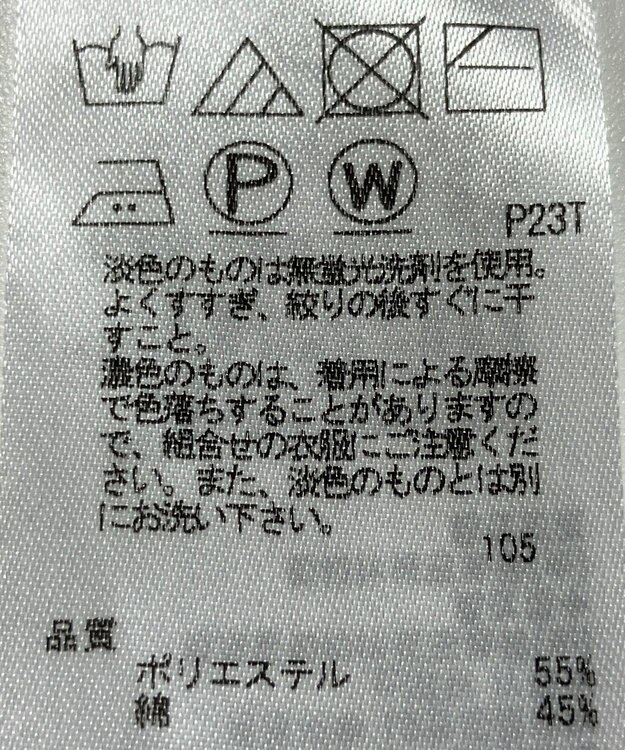 P
W
P23T
淡色のものは無蛍光洗剤を使用。
よくすすぎ、絞りの後すぐに干
すこと。
濃色のものは、着用による摩擦
で色落ちすることがありますの
で、組合せの衣服にご注意くだ
さい。また、淡色のものとは別
にお洗い下さい。
105
品質
ポリエステル 55%
綿 45%